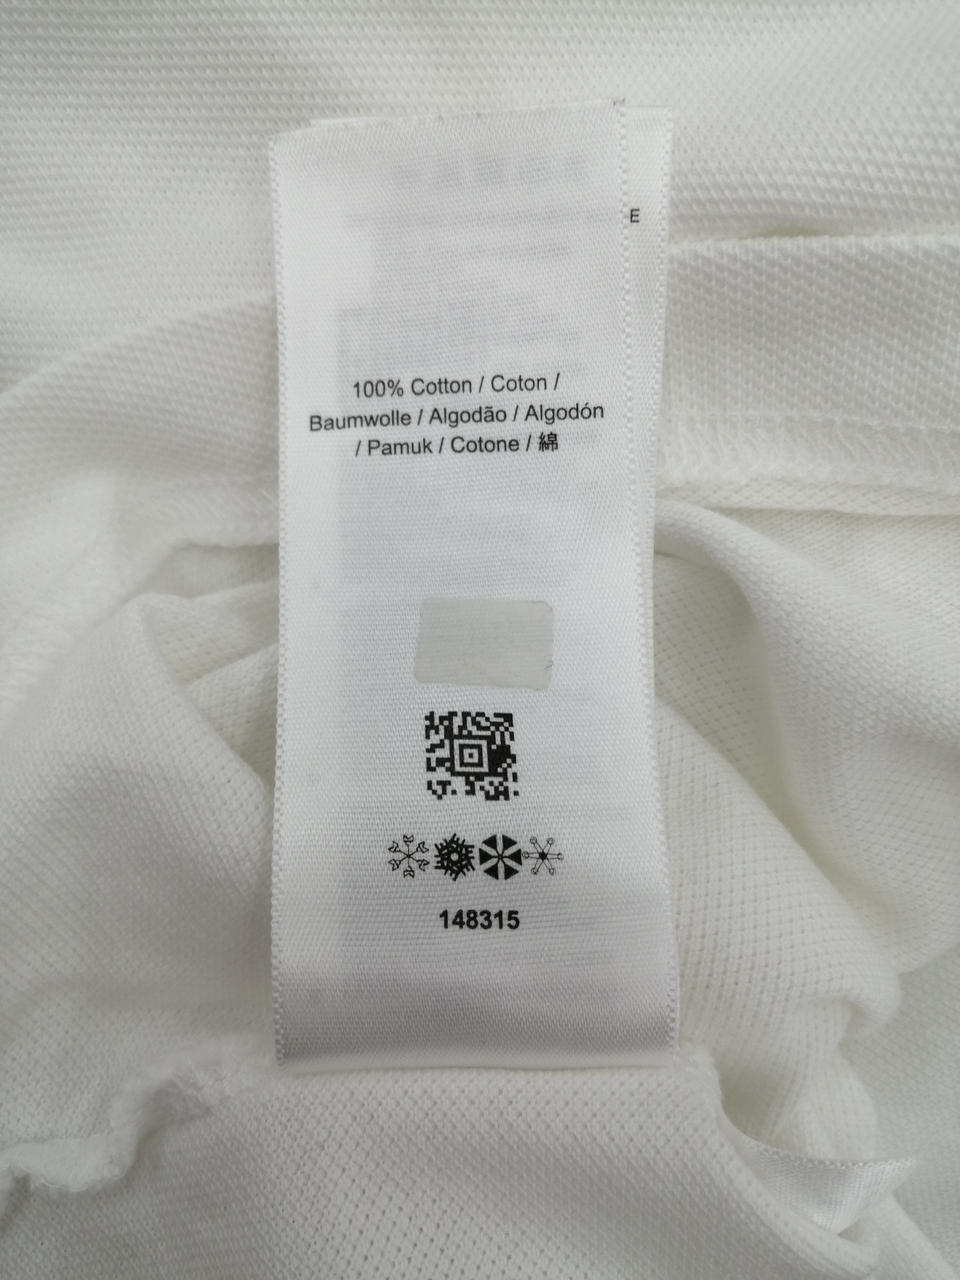 E
100% Cotton / Coton /
Baumwolle / Algodão / Algodón
/ Pamuk / Cotone / 綿
148315